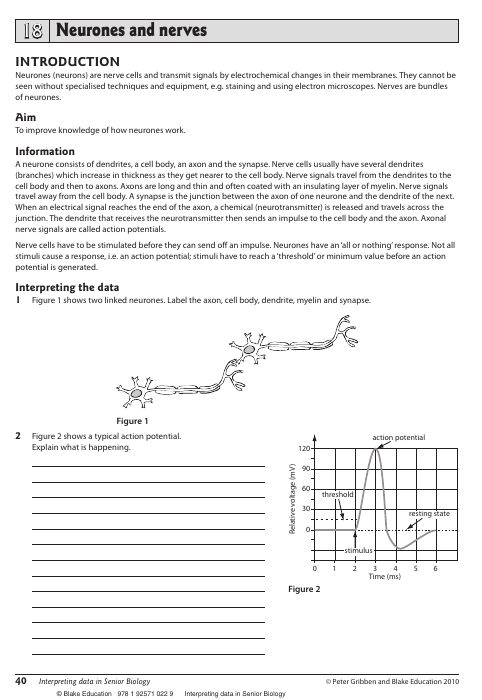 18 Neurones and nerves
INTRODUCTION
Neurones (neurons) are nerve cells and transmit signals by electrochemical changes in their membranes. They cannot be
seen without specialised techniques and equipment, e.g. staining and using electron microscopes. Nerves are bundles
of neurones.
Aim
To improve knowledge of how neurones work.
Information
A neurone consists of dendrites, a cell body, an axon and the synapse. Nerve cells usually have several dendrites
(branches) which increase in thickness as they get nearer to the cell body. Nerve signals travel from the dendrites to the
cell body and then to axons. Axons are long and thin and often coated with an insulating layer of myelin. Nerve signals
travel away from the cell body. A synapse is the junction between the axon of one neurone and the dendrite of the next.
When an electrical signal reaches the end of the axon, a chemical (neurotransmitter) is released and travels across the
junction. The dendrite that receives the neurotransmitter then sends an impulse to the cell body and the axon. Axonal
nerve signals are called action potentials.
Nerve cells have to be stimulated before they can send off an impulse. Neurones have an 'all or nothing' response. Not all
stimuli cause a response, i.e. an action potential; stimuli have to reach a 'threshold' or minimum value before an action
potential is generated.
Interpreting the data
1 Figure 1 shows two linked neurones. Label the axon, cell body, dendrite, myelin and synapse.
Figure 1
2 Figure 2 shows a typical action potential.
Explain what is happening.
action potential
120
90
60
30
0
Relative voltage (mV)
threshold
resting state
stimulus
0 1 2 3 4 5 6
Time (ms)
Figure 2
40 Interpreting data in Senior Biology © Peter Gribben and Blake Education 2010
© Blake Education 978 1 92571 022 9 Interpreting data in Senior Biology